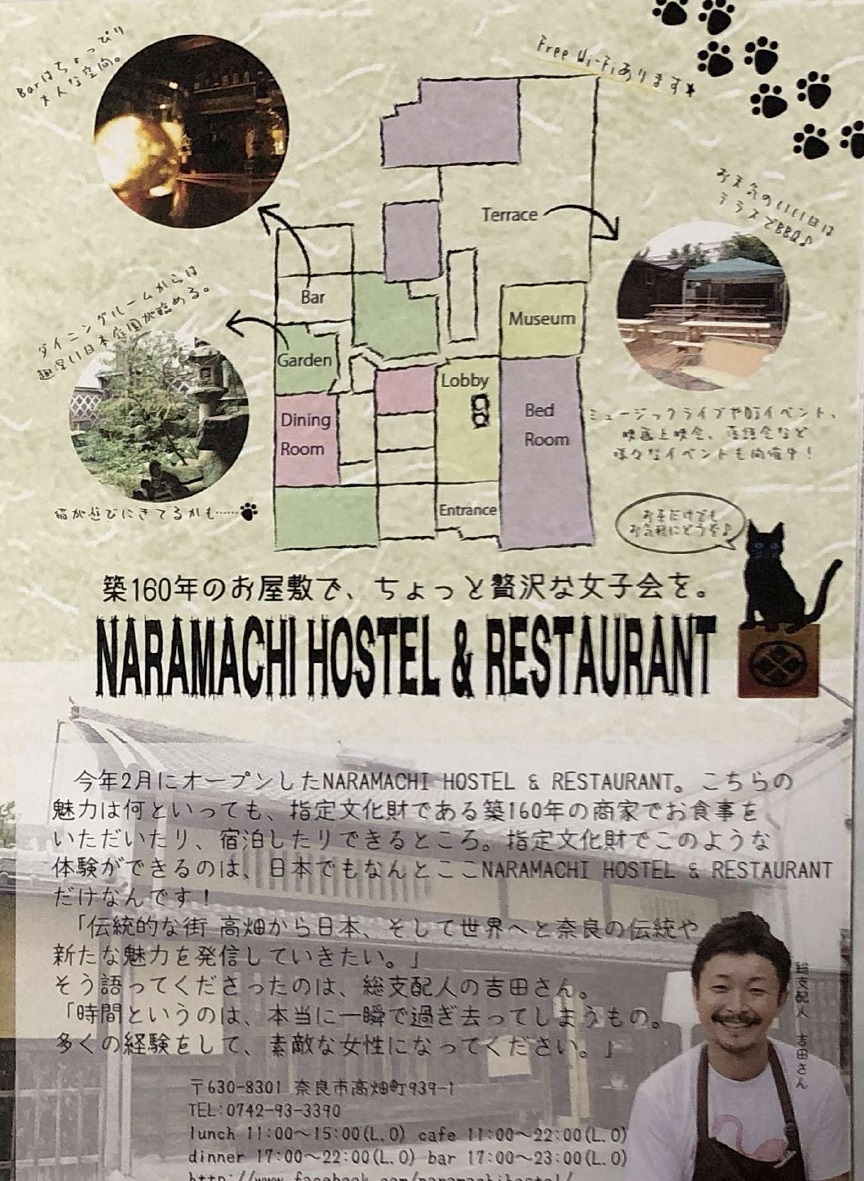 Barはちょっぴり
大人な空間。
Free Wi-Fiあります★
お天気のいい日は
テラスでBBQ♪
Terrace
Bar
Museum
ダイニングルームからは
趣深い日本庭園が臨める。
Garden
Lobby
Dining
Room
Bed
Room
ミュージックライブやDJイベント、
映画上映会、落語会など
様々なイベントも開催中!
猫が遊びにきてるかも……
Entrance
お茶だけでも
お気軽にどうぞ♪
築160年のお屋敷で、ちょっと贅沢な女子会を。
NARAMACHI HOSTEL & RESTAURANT
今年2月にオープンしたNARAMACHI HOSTEL & RESTAURANT。こちらの
魅力は何といっても、指定文化財である築160年の商家でお食事を
いただいたり、宿泊したりできるところ。指定文化財でこのような
体験ができるのは、日本でもなんとここNARAMACHI HOSTEL & RESTAURANT
だけなんです!
「伝統的な街 高畑から日本、そして世界へと奈良の伝統や
新たな魅力を発信していきたい。」
そう語ってくださったのは、総支配人の吉田さん。
「時間というのは、本当に一瞬で過ぎ去ってしまうもの。
多くの経験をして、素敵な女性になってください。」
総支配人 吉田さん
〒630-8301 奈良市高畑町939-1
TEL:0742-93-3390
lunch 11:00~15:00(L.O) cafe 11:00~22:00(L.O)
dinner 17:00~22:00(L.O) bar 17:00~23:00(L.O)
http://www.facebook.com/naramachihostel/